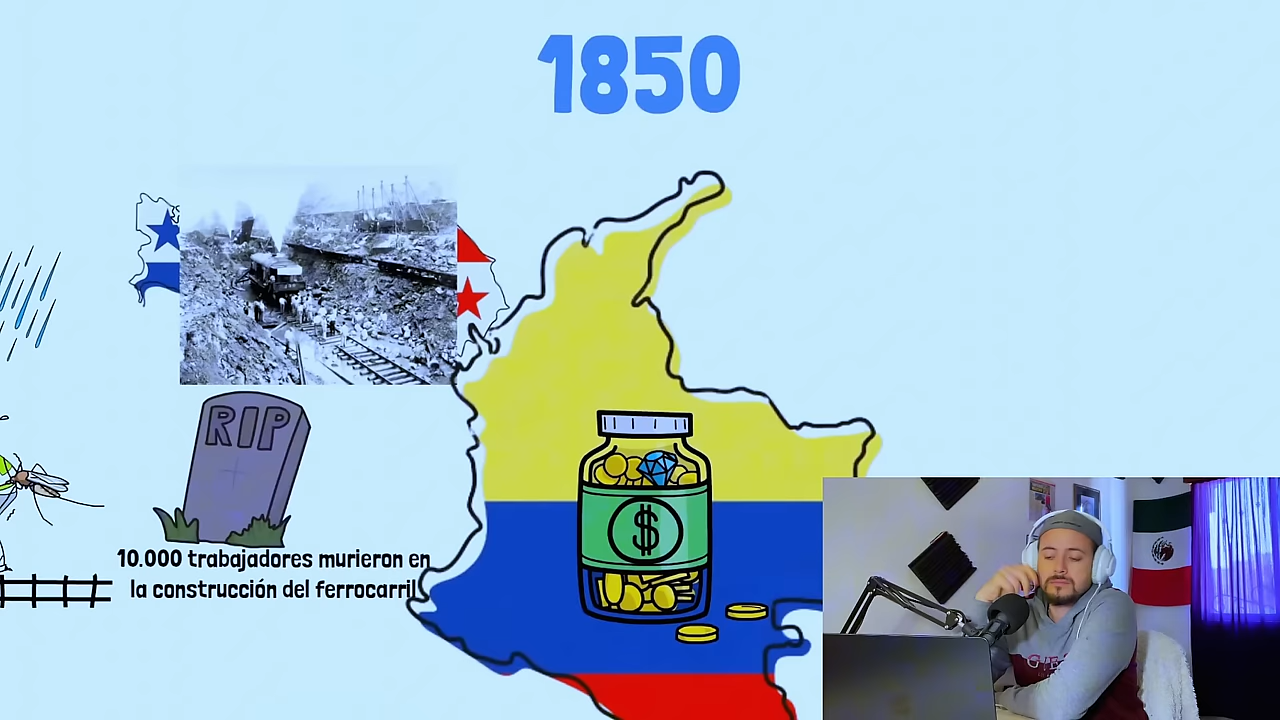 1850
RIP
10.000 trabajadores murieron en
la construcción del ferrocarril
$